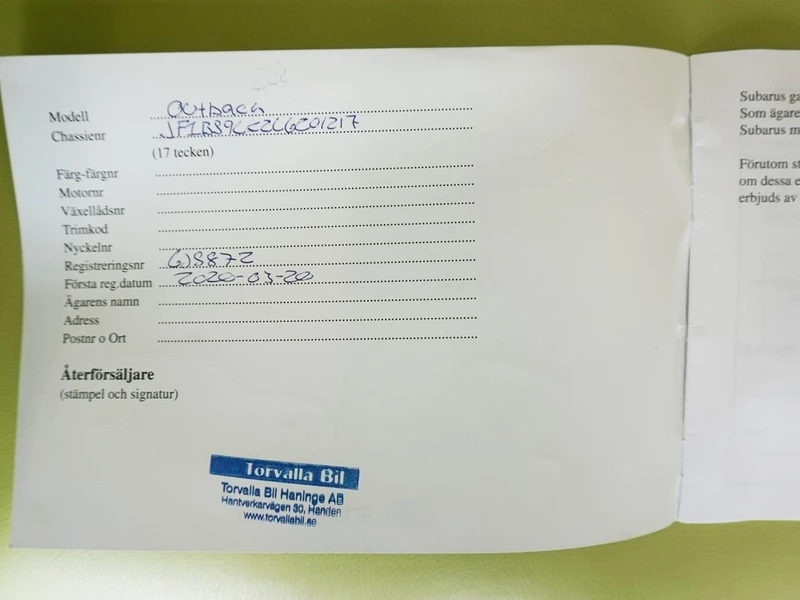 Modell Outback
Chassienr
(17 tecken)
Färg-färgnr
Motornr
Växellådsnr
Trimkod
Nyckelnr
Registreringsnr
Första reg.datum 2020-03-20
Ägarens namn
Adress
Postnr o Ort
Återförsäljare
(stämpel och signatur)
Torvalla Bil
Torvalla Bil Haninge AB
Hantverkarvägen 30, Handen
www.torvallabil.se
Subarus ga
Som ägare
Subarus m
Förutom st
om dessa e
erbjuds av